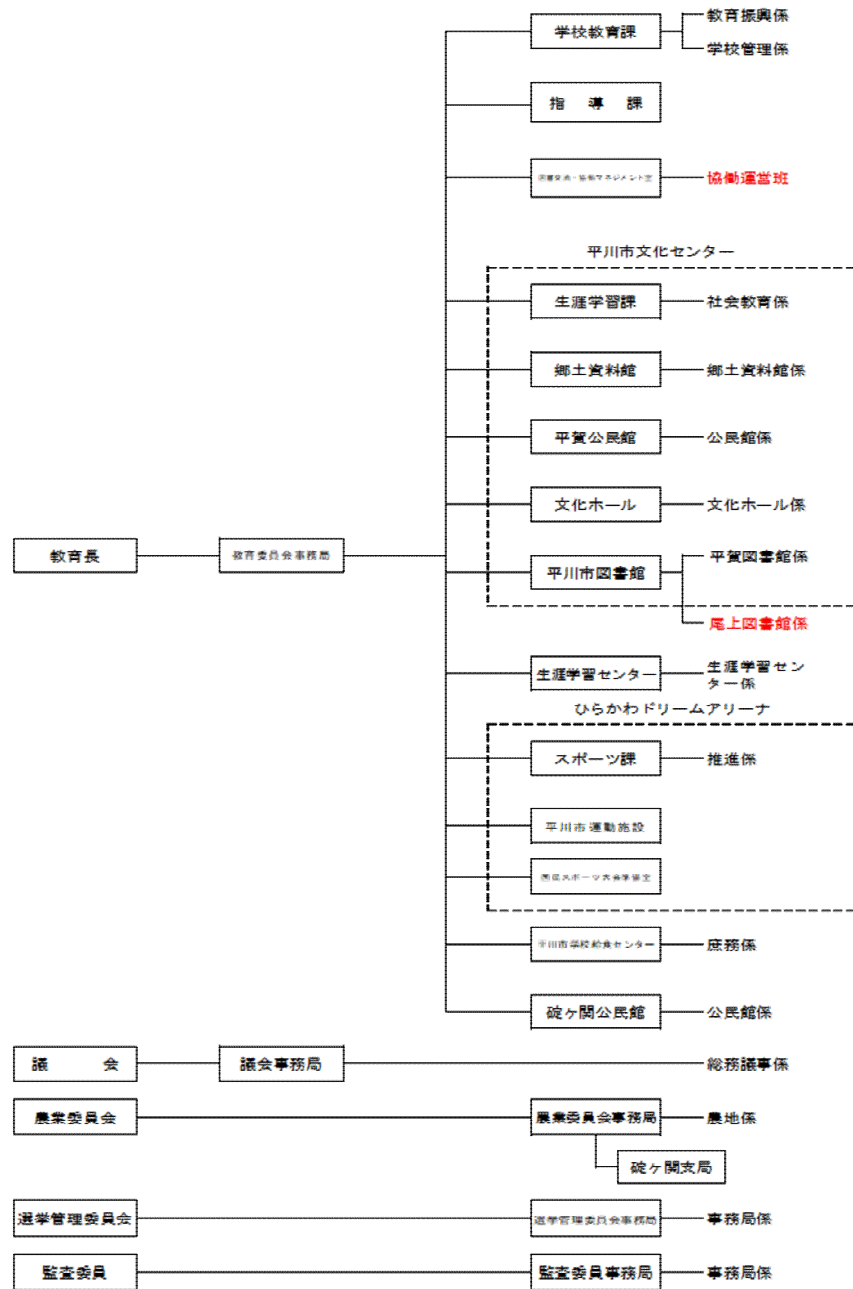 学校教育課
教育振興係
学校管理係
指　導　課
協働運営班
平川市文化センター
生涯学習課
社会教育係
郷土資料館
郷土資料館係
平賀公民館
公民館係
文化ホール
文化ホール係
教育長
教育委員会事務局
平川市図書館
平賀図書館係
尾上図書館係
生涯学習センター
生涯学習セン
ター係
ひらかわドリームアリーナ
スポーツ課
推進係
平川市運動施設
平川市学校給食センター
庶務係
碇ヶ関公民館
公民館係
議　　会
議会事務局
総務議事係
農業委員会
農業委員会事務局
農地係
碇ヶ関支局
選挙管理委員会
選挙管理委員会事務局
事務局係
監査委員
監査委員事務局
事務局係